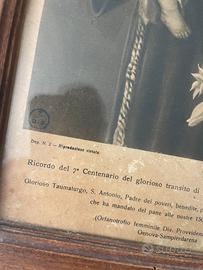 Dep. N. 2 - Riproduzione vietata
Ricordo del 7° Centenario del glorioso transito di
Glorioso Taumaturgo, S. Antonio, Padre dei poveri, benedite,
che ha mandato del pane alle nostre
(Orfanotrofio femminile Div. Provviden
Genova-Sampierdarena